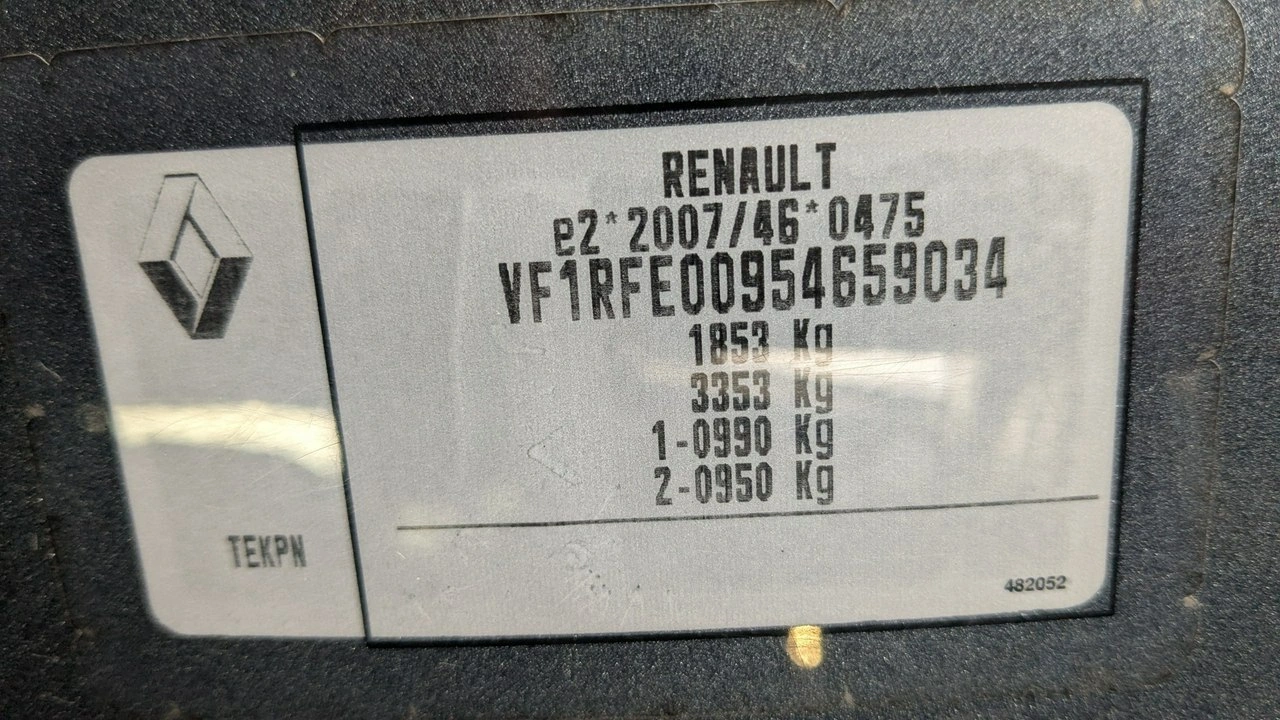 RENAULT
e2*2007/46*0475
VF1RFE00954659034
1853 Kg
3353 Kg
1-0990 Kg
2-0950 Kg
TEKPN
482052